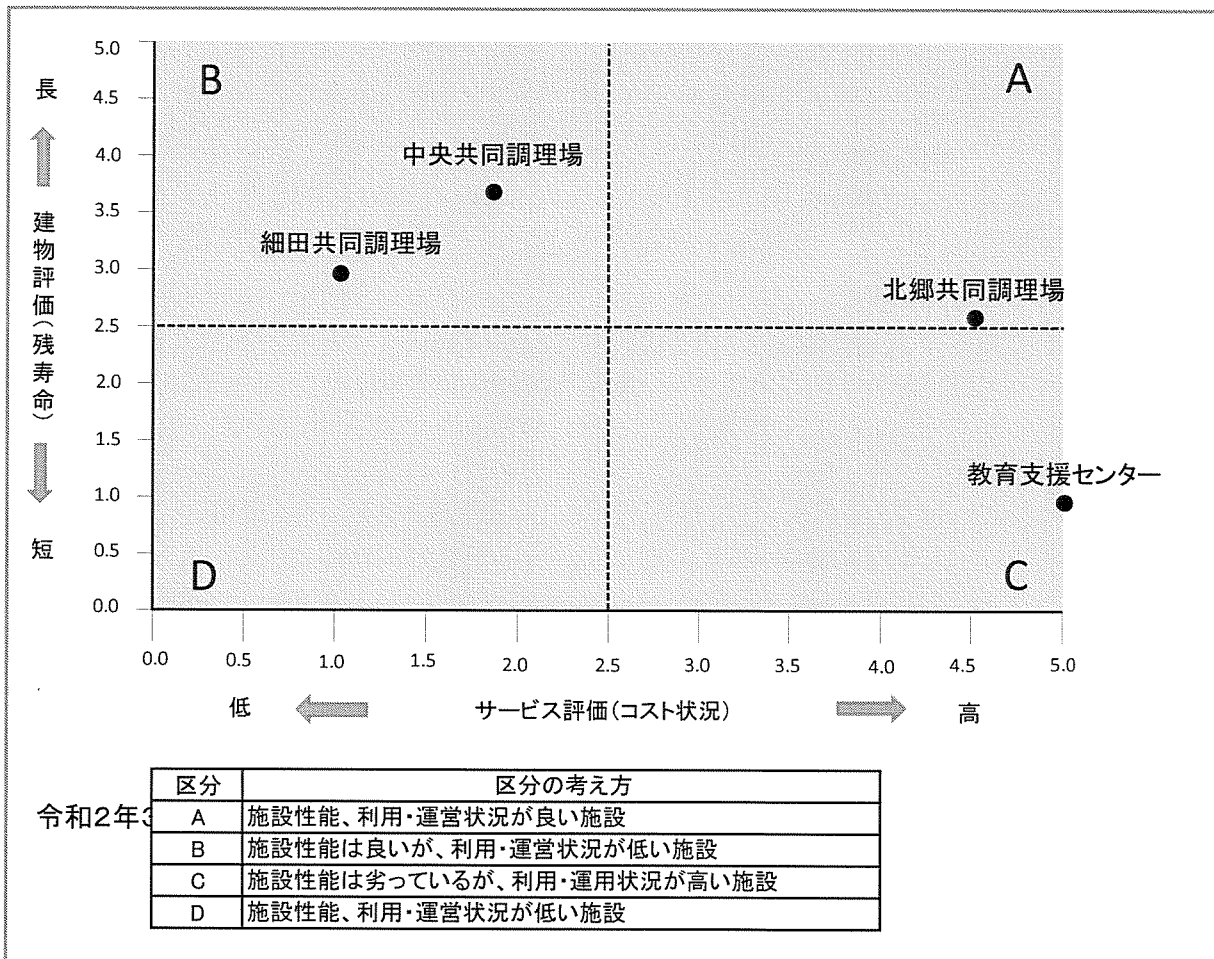 5.0
4.5
4.0
3.5
3.0
2.5
2.0
1.5
1.0
0.5
0.0
長
建物評価(残寿命)
短
B
A
中央共同調理場
細田共同調理場
北郷共同調理場
教育支援センター
D
C
0.0 0.5 1.0 1.5 2.0 2.5 3.0 3.5 4.0 4.5 5.0
低 サービス評価(コスト状況) 高
区分 区分の考え方
令和2年3
A 施設性能、利用・運営状況が良い施設
B 施設性能は良いが、利用・運営状況が低い施設
C 施設性能は劣っているが、利用・運用状況が高い施設
D 施設性能、利用・運営状況が低い施設